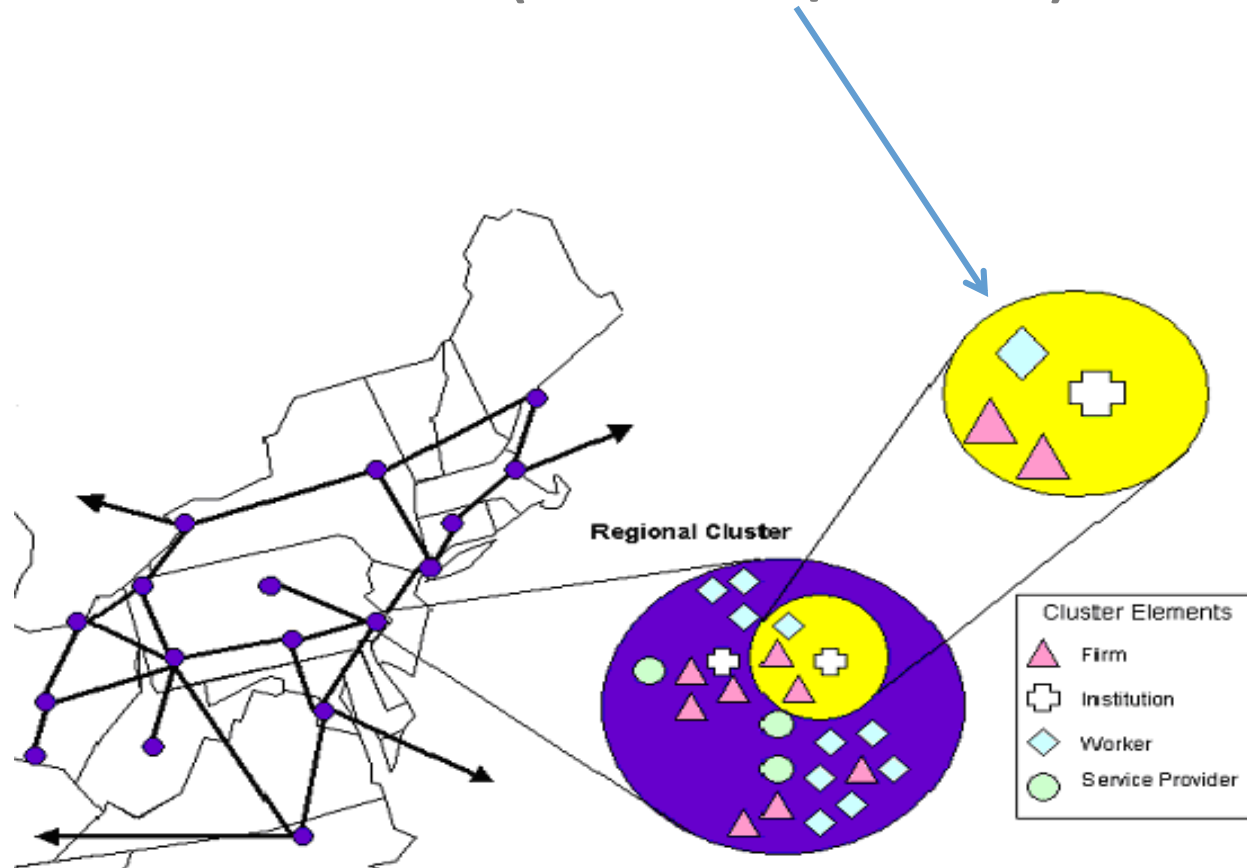 Regional Cluster
Cluster Elements
Firm
Institution
Worker
Service Provider